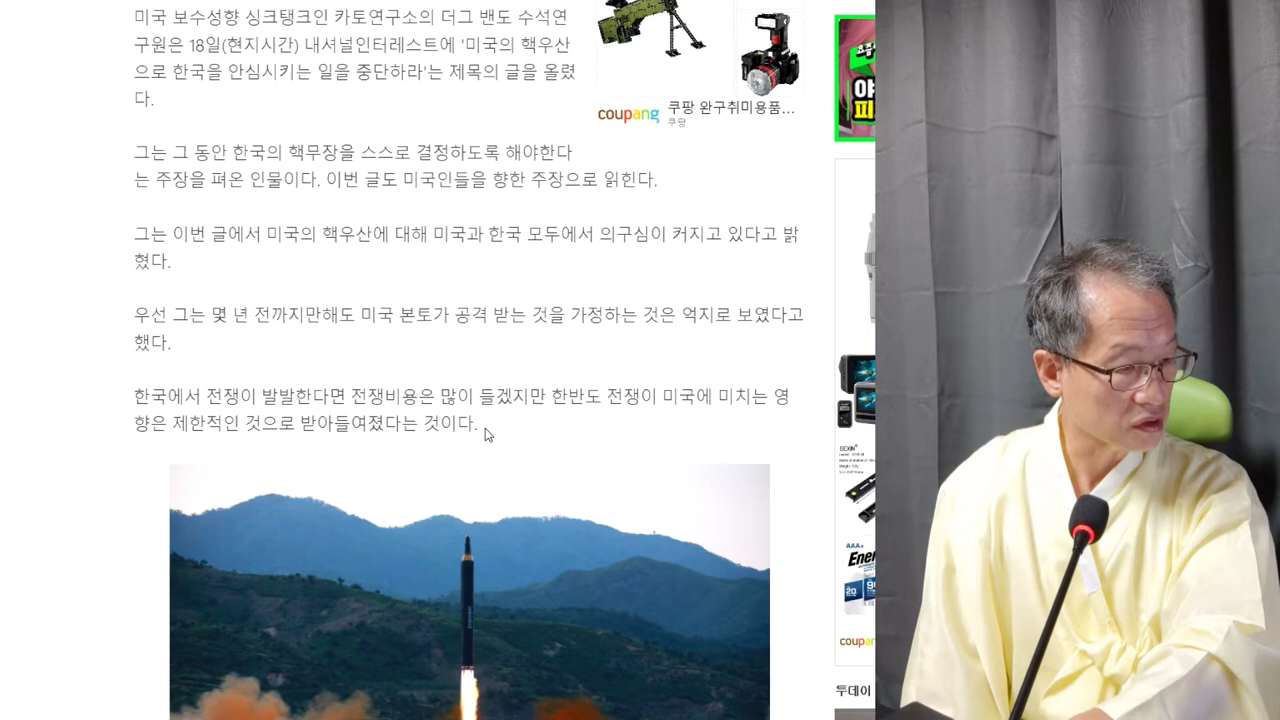 미국 보수성향 싱크탱크인 카토연구소의 더그 밴도 수석연
구원은 18일(현지시간) 내셔널인터레스트에 '미국의 핵우산
으로 한국을 안심시키는 일을 중단하라'는 제목의 글을 올렸
다.
coupang
쿠팡 완구취미용품...
쿠팡
그는 그 동안 한국의 핵무장을 스스로 결정하도록 해야한다
는 주장을 펴온 인물이다. 이번 글도 미국인들을 향한 주장으로 읽힌다.
그는 이번 글에서 미국의 핵우산에 대해 미국과 한국 모두에서 의구심이 커지고 있다고 밝
혔다.
우선 그는 몇 년 전까지만해도 미국 본토가 공격 받는 것을 가정하는 것은 억지로 보였다고
했다.
한국에서 전쟁이 발발한다면 전쟁비용은 많이 들겠지만 한반도 전쟁이 미국에 미치는 영
향은 제한적인 것으로 받아들여졌다는 것이다.
BEXIN
AAA
Ener
20
coupa
투데이